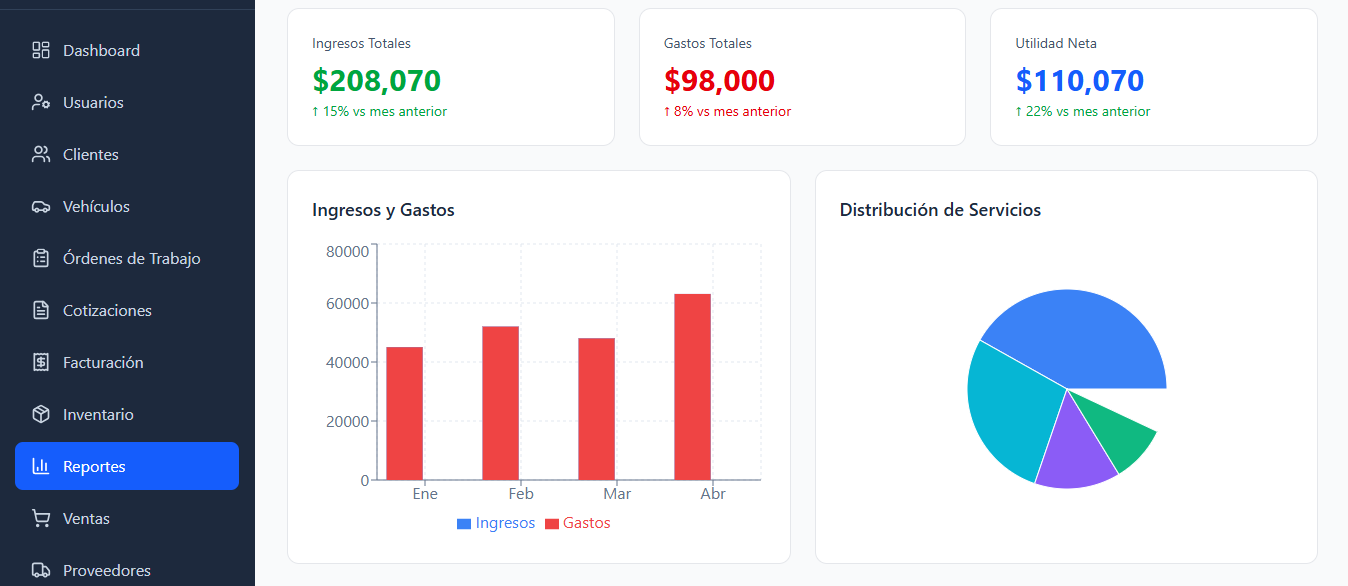 Dashboard
Usuarios
Clientes
Vehículos
Órdenes de Trabajo
Cotizaciones
Facturación
Inventario
Reportes
Ventas
Proveedores
Ingresos Totales
$208,070
↑ 15% vs mes anterior
Gastos Totales
$98,000
↑ 8% vs mes anterior
Utilidad Neta
$110,070
↑ 22% vs mes anterior
Ingresos y Gastos
80000
60000
40000
20000
0
Ene Feb Mar Abr
Ingresos Gastos
Distribución de Servicios